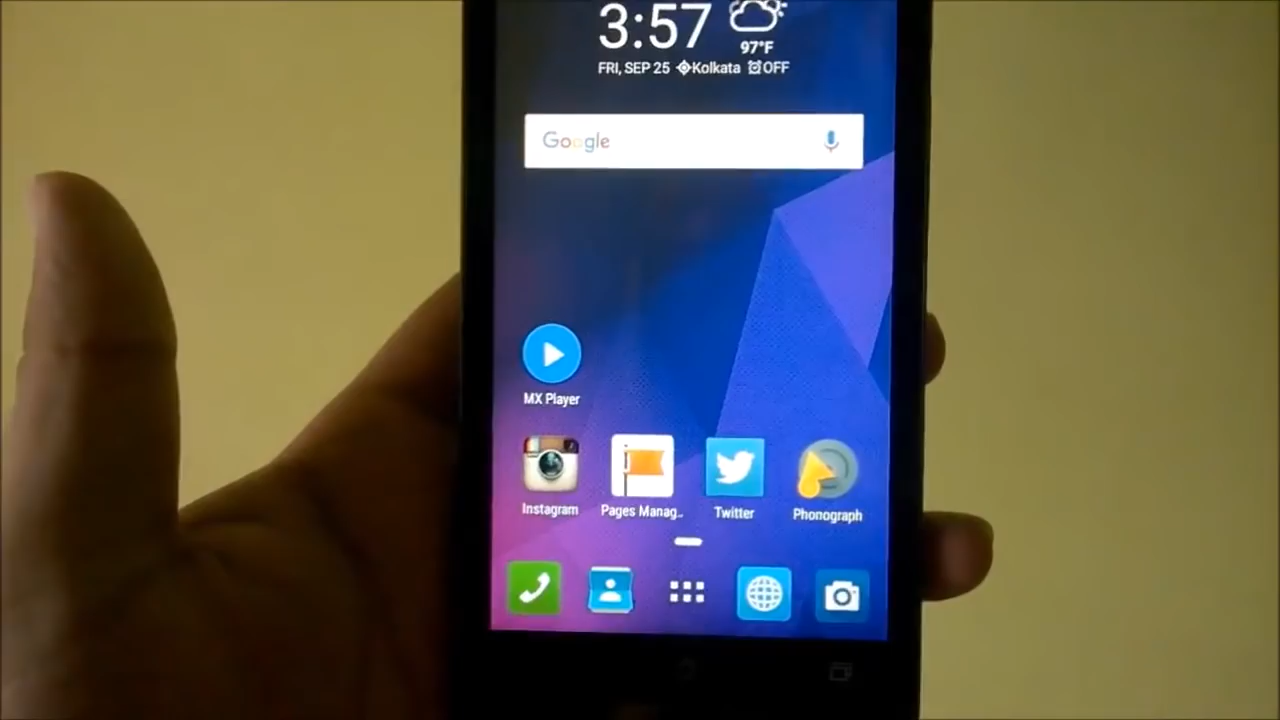 3:57
97°F
FRI, SEP 25 Kolkata OFF
Google
MX Player
Instagram Pages Manag.. Twitter Phonograph